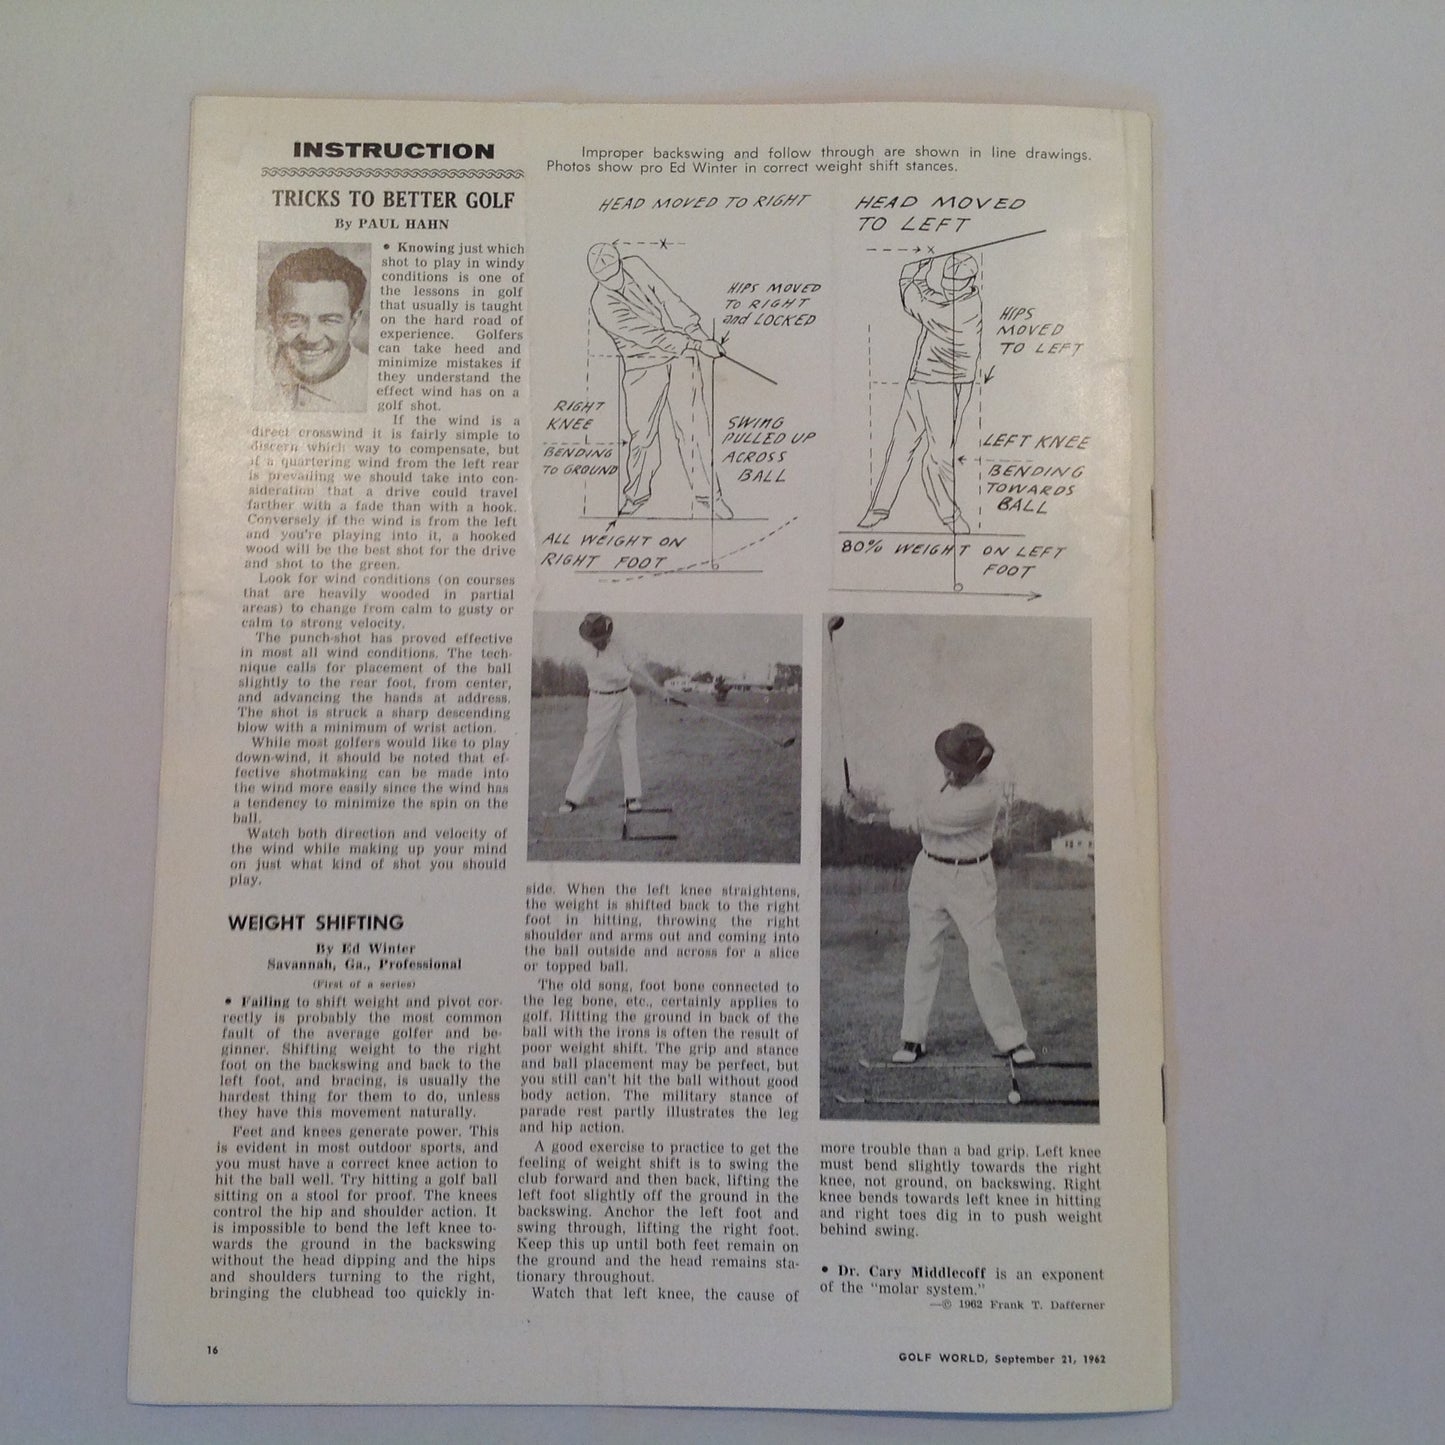 INSTRUCTION
TRICKS TO BETTER GOLF
By PAUL HAHN
• Knowing just which
shot to play in windy
conditions is one of
the lessons in golf
that usually is taught
on the hard road of
experience. Golfers
can take heed and
minimize mistakes if
they understand the
effect wind has on a
golf shot.
If the wind is a
direct crosswind it is fairly simple to
discern which way to compensate, but
if a quartering wind from the left rear
is prevailing we should take into con-
sideration that a drive could travel
farther with a fade than with a hook.
Conversely if the wind is from the left
and you're playing into it, a hooked
wood will be the best shot for the drive
and shot to the green.
Look for wind conditions (on courses
that are heavily wooded in partial
areas) to change from calm to gusty or
calm to strong velocity.
The punch-shot has proved effective
in most all wind conditions. The tech-
nique calls for placement of the ball
slightly to the rear foot, from center,
and advancing the hands at address.
The shot is struck a sharp descending
blow with a minimum of wrist action.
While most golfers would like to play
down-wind, it should be noted that ef-
fective shotmaking can be made into
the wind more easily since the wind has
a tendency to minimize the spin on the
ball.
Watch both direction and velocity of
the wind while making up your mind
on just what kind of shot you should
play.
WEIGHT SHIFTING
By Ed Winter
Savannah, Ga., Professional
(First of a series)
• Failing to shift weight and pivot cor-
rectly is probably the most common
fault of the average golfer and be-
ginner. Shifting weight to the right
foot on the backswing and back to the
left foot, and bracing, is usually the
hardest thing for them to do, unless
they have this movement naturally.
Feet and knees generate power. This
is evident in most outdoor sports, and
you must have a correct knee action to
hit the ball well. Try hitting a golf ball
sitting on a stool for proof. The knees
control the hip and shoulder action. It
is impossible to bend the left knee to-
wards the ground in the backswing
without the head dipping and the hips
and shoulders turning to the right,
bringing the clubhead too quickly in-
Improper backswing and follow through are shown in line drawings.
Photos show pro Ed Winter in correct weight shift stances.
HEAD MOVED TO RIGHT
X
HIPS MOVED
TO RIGHT
and LOCKED
RIGHT
KNEE
BENDING
TO GROUND
SWING
PULLED UP
ACROSS
BALL
ALL WEIGHT ON
RIGHT FOOT
HEAD MOVED
TO LEFT
X
HIPS
MOVED
TO LEFT
LEFT KNEE
BENDING
TOWARDS
BALL
80% WEIGHT ON LEFT
FOOT
side. When the left knee straightens,
the weight is shifted back to the right
foot in hitting, throwing the right
shoulder and arms out and coming into
the ball outside and across for a slice
or topped ball.
The old song, foot bone connected to
the leg bone, etc., certainly applies to
golf. Hitting the ground in back of the
ball with the irons is often the result of
poor weight shift. The grip and stance
and ball placement may be perfect, but
you still can't hit the ball without good
body action. The military stance of
parade rest partly illustrates the leg
and hip action.
A good exercise to practice to get the
feeling of weight shift is to swing the
club forward and then back, lifting the
left foot slightly off the ground in the
backswing. Anchor the left foot and
swing through, lifting the right foot.
Keep this up until both feet remain on
the ground and the head remains sta-
tionary throughout.
Watch that left knee, the cause of
more trouble than a bad grip. Left knee
must bend slightly towards the right
knee, not ground, on backswing. Right
knee bends towards left knee in hitting
and right toes dig in to push weight
behind swing.
• Dr. Cary Middlecoff is an exponent
of the "molar system."
—© 1962 Frank T. Dafferner
16
GOLF WORLD, September 21, 1962